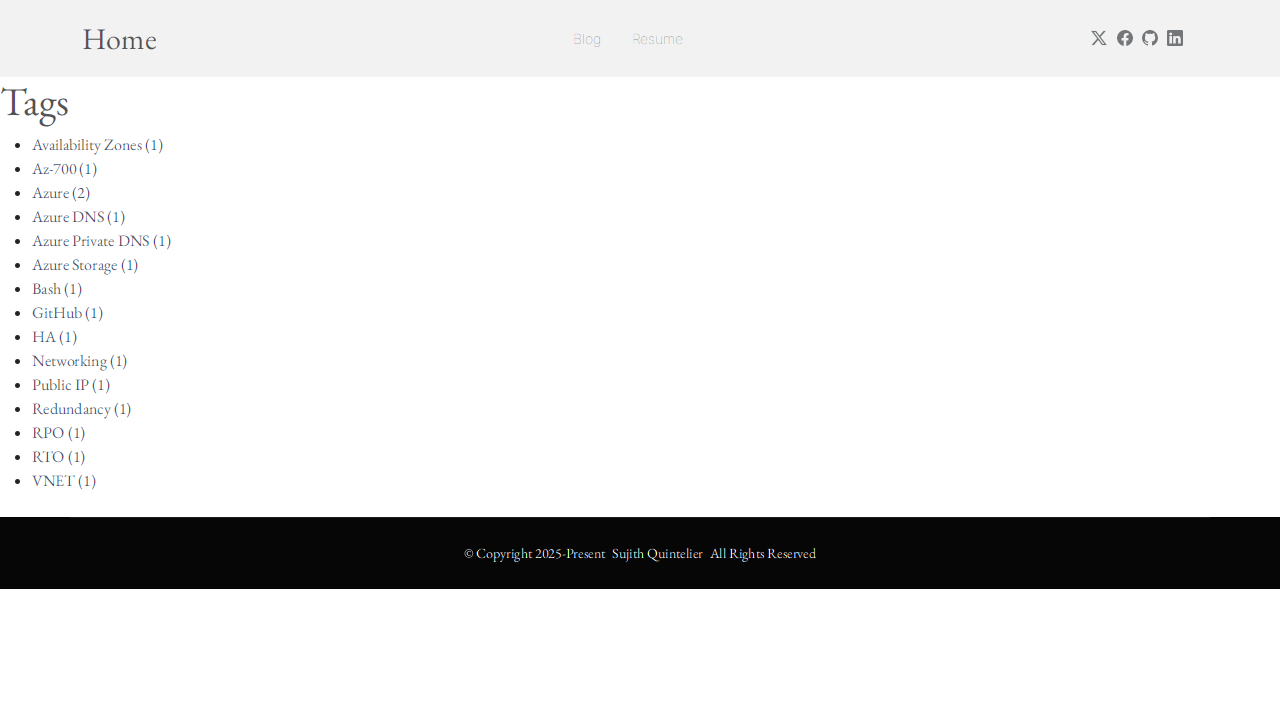 Home
Blog
Resume
Tags
Availability Zones (1)
Az-700 (1)
Azure (2)
Azure DNS (1)
Azure Private DNS (1)
Azure Storage (1)
Bash (1)
GitHub (1)
HA (1)
Networking (1)
Public IP (1)
Redundancy (1)
RPO (1)
RTO (1)
VNET (1)
© Copyright 2025-Present Sujith Quintelier All Rights Reserved